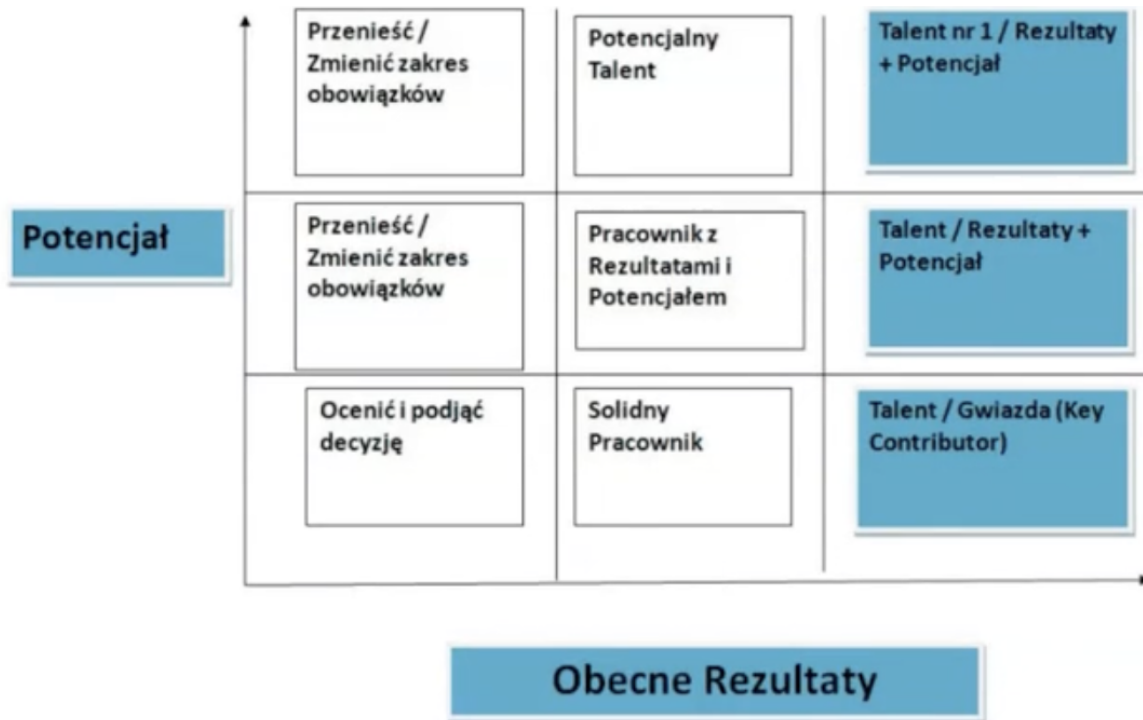 Przenieść /
Zmienić zakres
obowiązków
Potencjalny
Talent
Talent nr 1 / Rezultaty
+ Potencjał
Potencjał
Przenieść /
Zmienić zakres
obowiązków
Pracownik z
Rezultatami i
Potencjałem
Talent / Rezultaty +
Potencjał
Ocenić i podjąć
decyzję
Solidny
Pracownik
Talent / Gwiazda (Key
Contributor)
Obecne Rezultaty